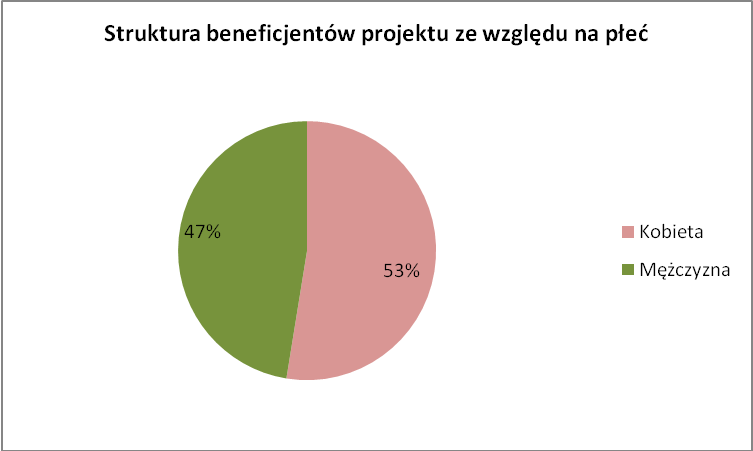 Struktura beneficjentów projektu ze względu na płeć
47%
53%
Kobieta
Mężczyzna